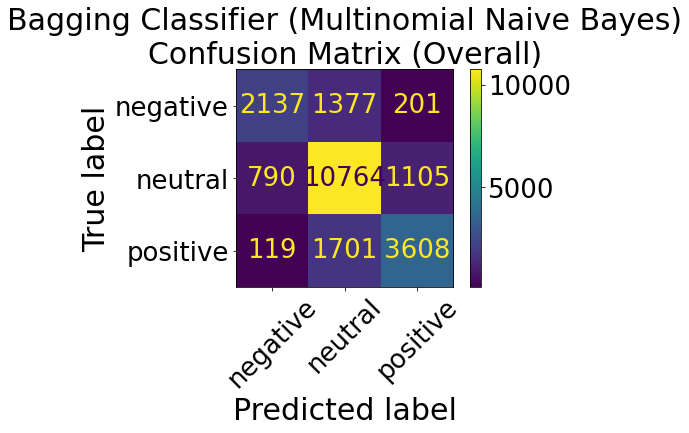 Bagging Classifier (Multinomial Naive Bayes)
Confusion Matrix (Overall)
10000
negative 2137 1377 201
True label
neutral 790 10764 1105
5000
positive 119 1701 3608
negative neutral positive
Predicted label